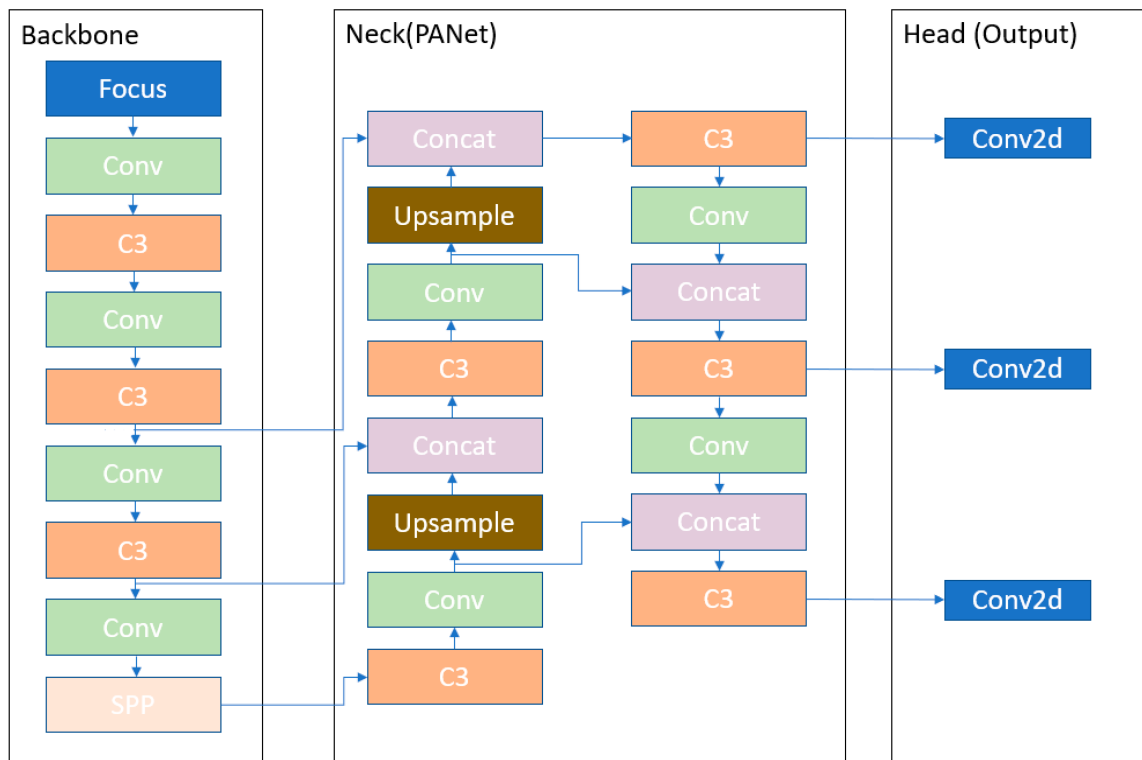 Backbone
Focus
Conv
C3
Conv
C3
Conv
C3
Conv
SPP
Neck(PANet)
Concat
Upsample
Conv
C3
Concat
Upsample
Conv
C3
C3
Conv
Concat
C3
Conv
Concat
C3
Head (Output)
Conv2d
Conv2d
Conv2d